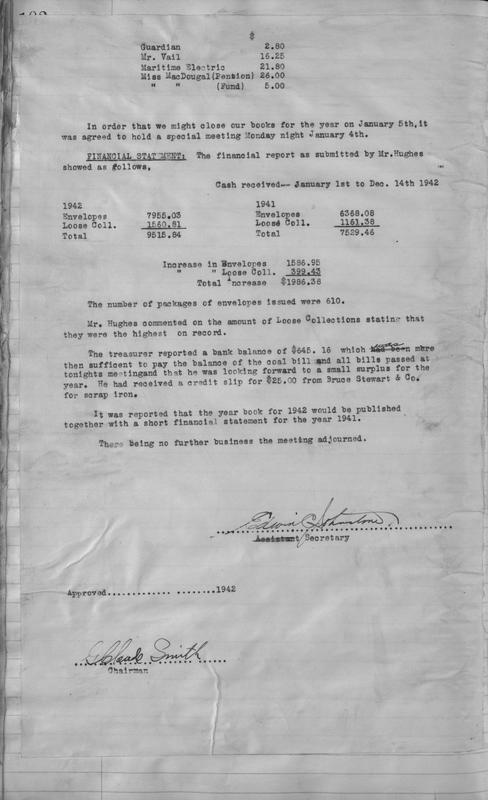 $
Guardian 2.80
Mr. Vail 16.25
Maritime Electric 21.80
Miss MacDougal(Pension) 26.00
" " (Fund) 5.00
In order that we might close our books for the year on January 5th,it
was agreed to hold a special meeting Monday night January 4th.
FINANCIAL STATEMENT: The financial report as submitted by Mr.Hughes
showed as follows,
Cash received-- January 1st to Dec. 14th 1942
1942 1941
Envelopes 7955.03 Envelopes 6368.08
Loose Coll. 1560.81 Loose Coll. 1161.38
Total 9515.84 Total 7529.46
Increase in Envelopes 1586.95
" " Loose Coll. 399.43
Total increase $1986.38
The number of packages of envelopes issued were 610.
Mr. Hughes commented on the amount of Loose Collections stating that
they were the highest on record.
The treasurer reported a bank balance of $645. 16 which was had been more
then sufficent to pay the balance of the coal bill and all bills passed at
tonights meetingand that he was looking forward to a small surplus for the
year. He had received a credit slip for $25.00 from Bruce Stewart & Co.
for scrap iron.
It was reported that the year book for 1942 would be published
together with a short financial statement for the year 1941.
There being no further business the meeting adjourned.
Edwin C Johnstone
Assistant/Secretary
Approved............. ........1942
Smith
Chairman